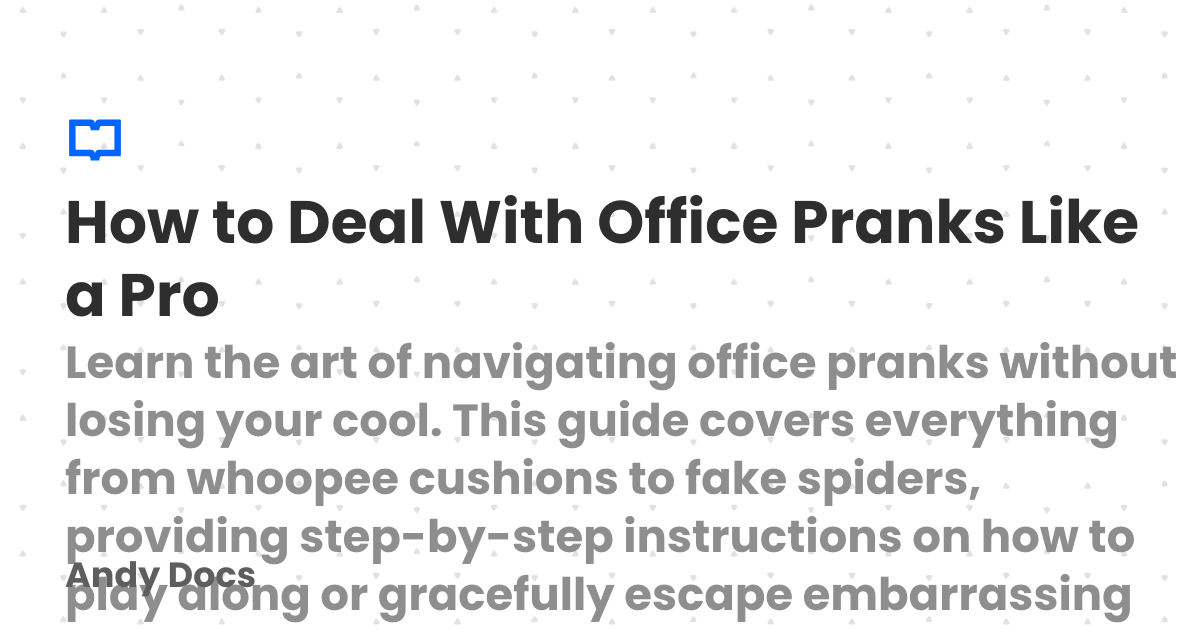 How to Deal With Office Pranks Like
a Pro
Learn the art of navigating office pranks without
losing your cool. This guide covers everything
from whoopee cushions to fake spiders,
providing step-by-step instructions on how to
Andy Docs
play along or gracefully escape embarrassing